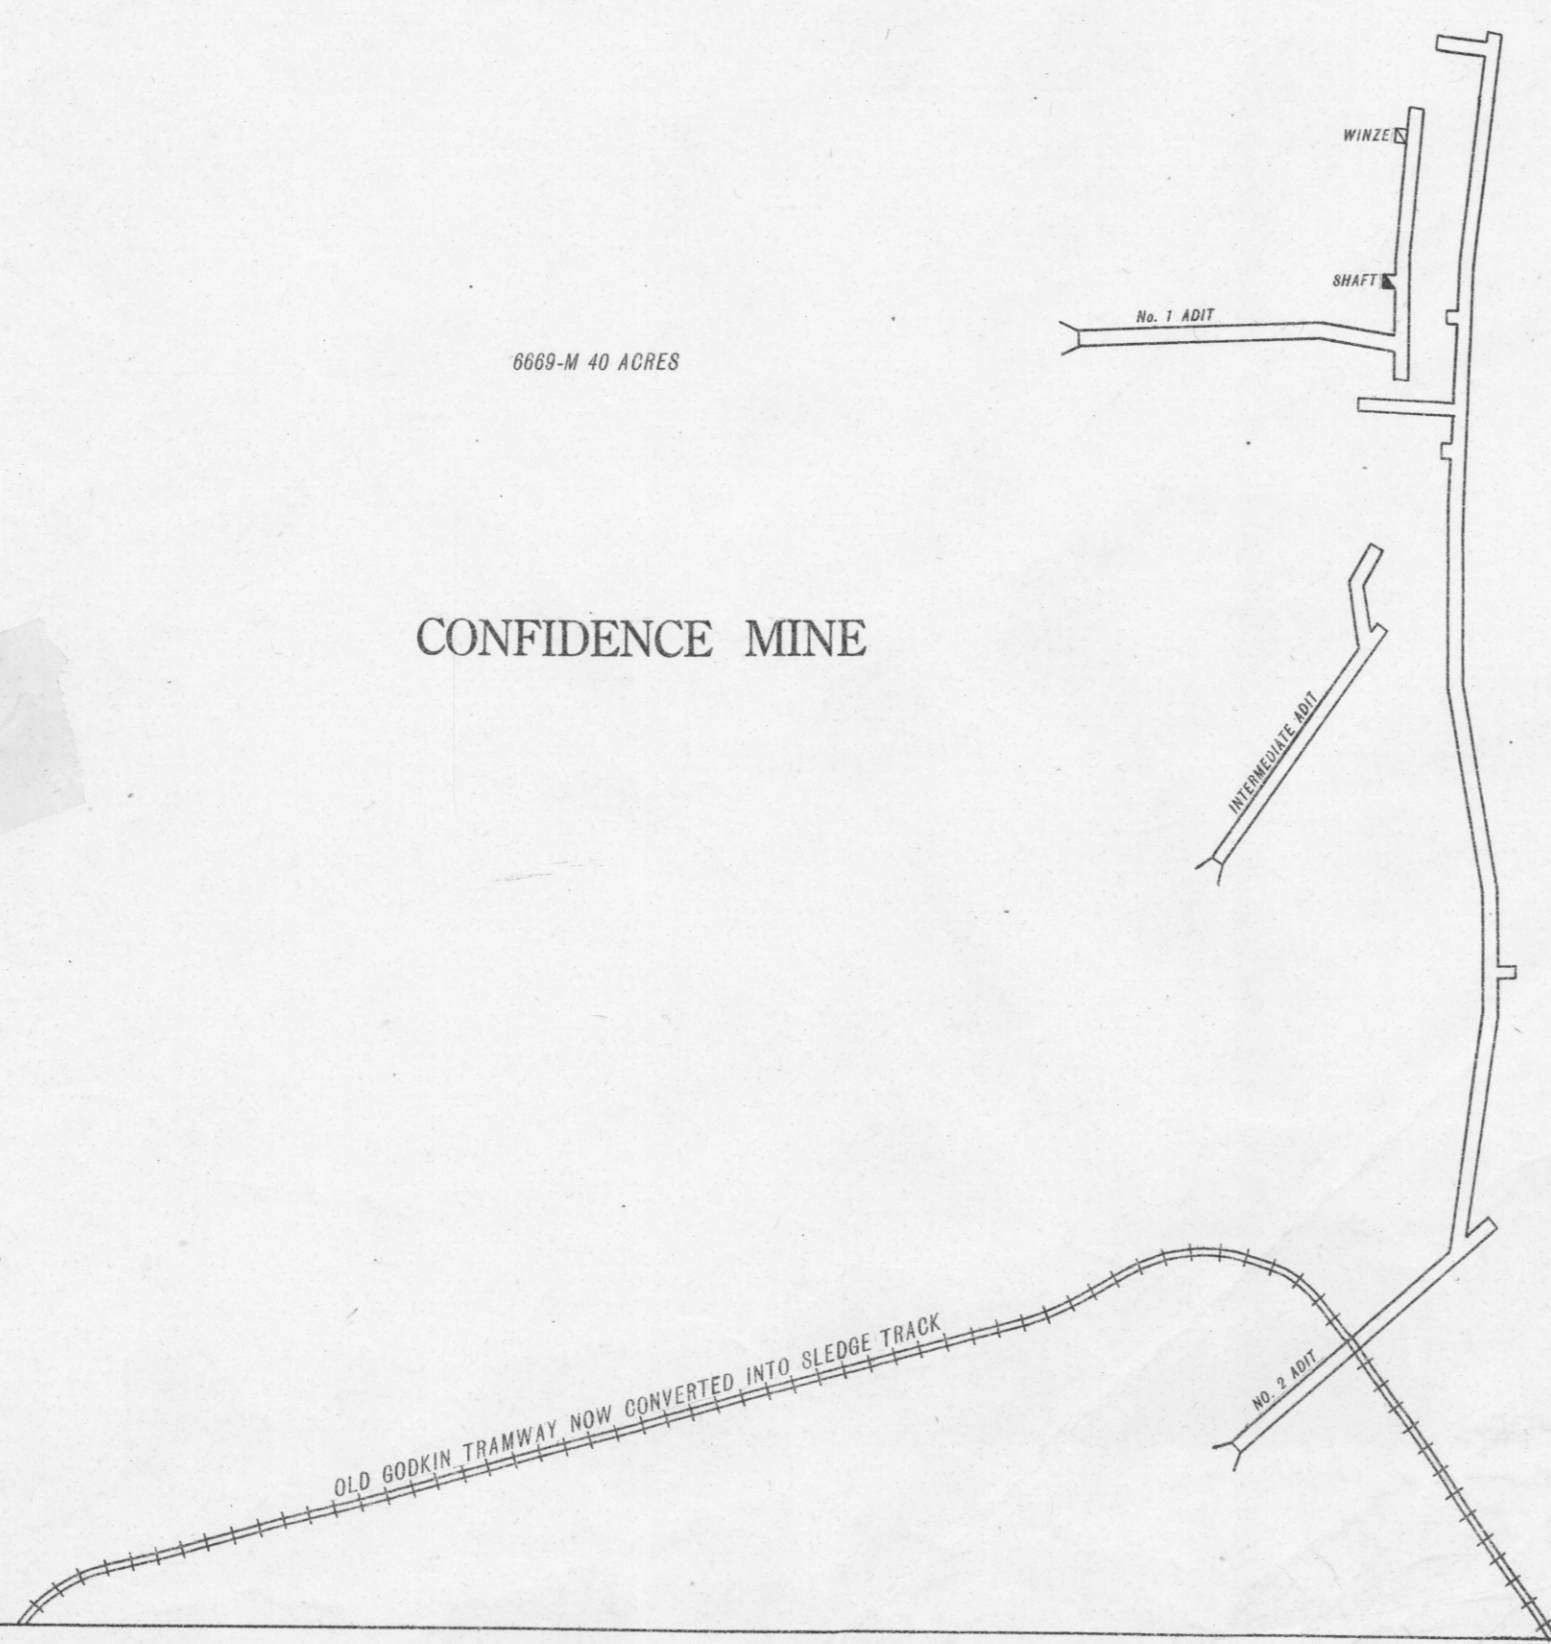 WINZE
SHAFT
No. 1 ADIT
6669-M 40 ACRES
CONFIDENCE MINE
INTERMEDIATE ADIT
OLD GODKIN TRAMWAY NOW CONVERTED INTO SLEDGE TRACK
NO. 2 ADIT